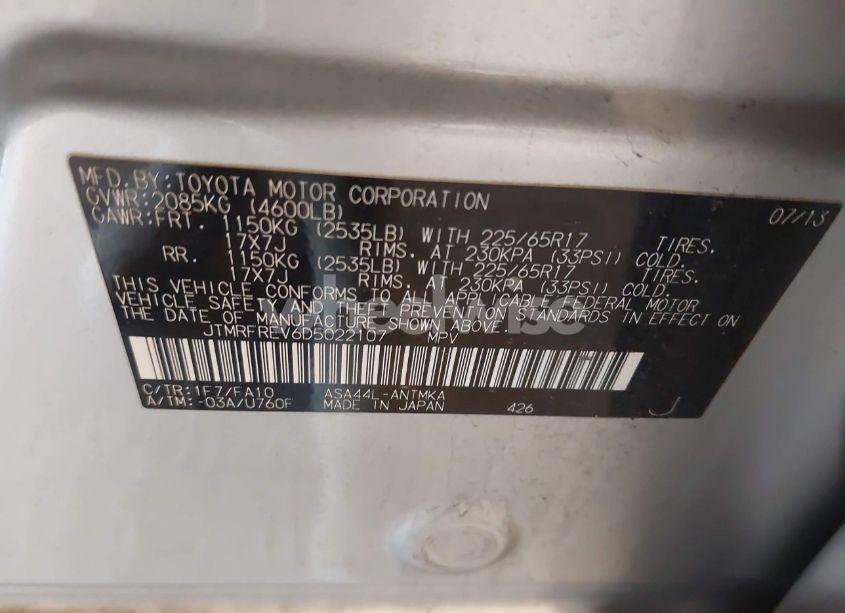 MFD. BY: TOYOTA MOTOR CORPORATION 07/13
GVWR: 2085KG (4600LB)
GAWR: FRT. 1150KG (2535LB) WITH 225/65R17 TIRES.
17X7J RIMS. AT 230KPA (33PSI) COLD.
RR. 1150KG (2535LB) WITH 225/65R17 TIRES.
17X7J RIMS. AT 230KPA (33PSI) COLD.
THIS VEHICLE CONFORMS TO ALL APPLICABLE FEDERAL MOTOR
VEHICLE SAFETY AND THEFT PREVENTION STANDARDS IN EFFECT ON
THE DATE OF MANUFACTURE SHOWN ABOVE.
JTMRFREV6D5022107 MPV
C/TR: 1F7/FA10 ASA44L-ANTMKA
A/TM: -03A/U760F MADE IN JAPAN 426 J